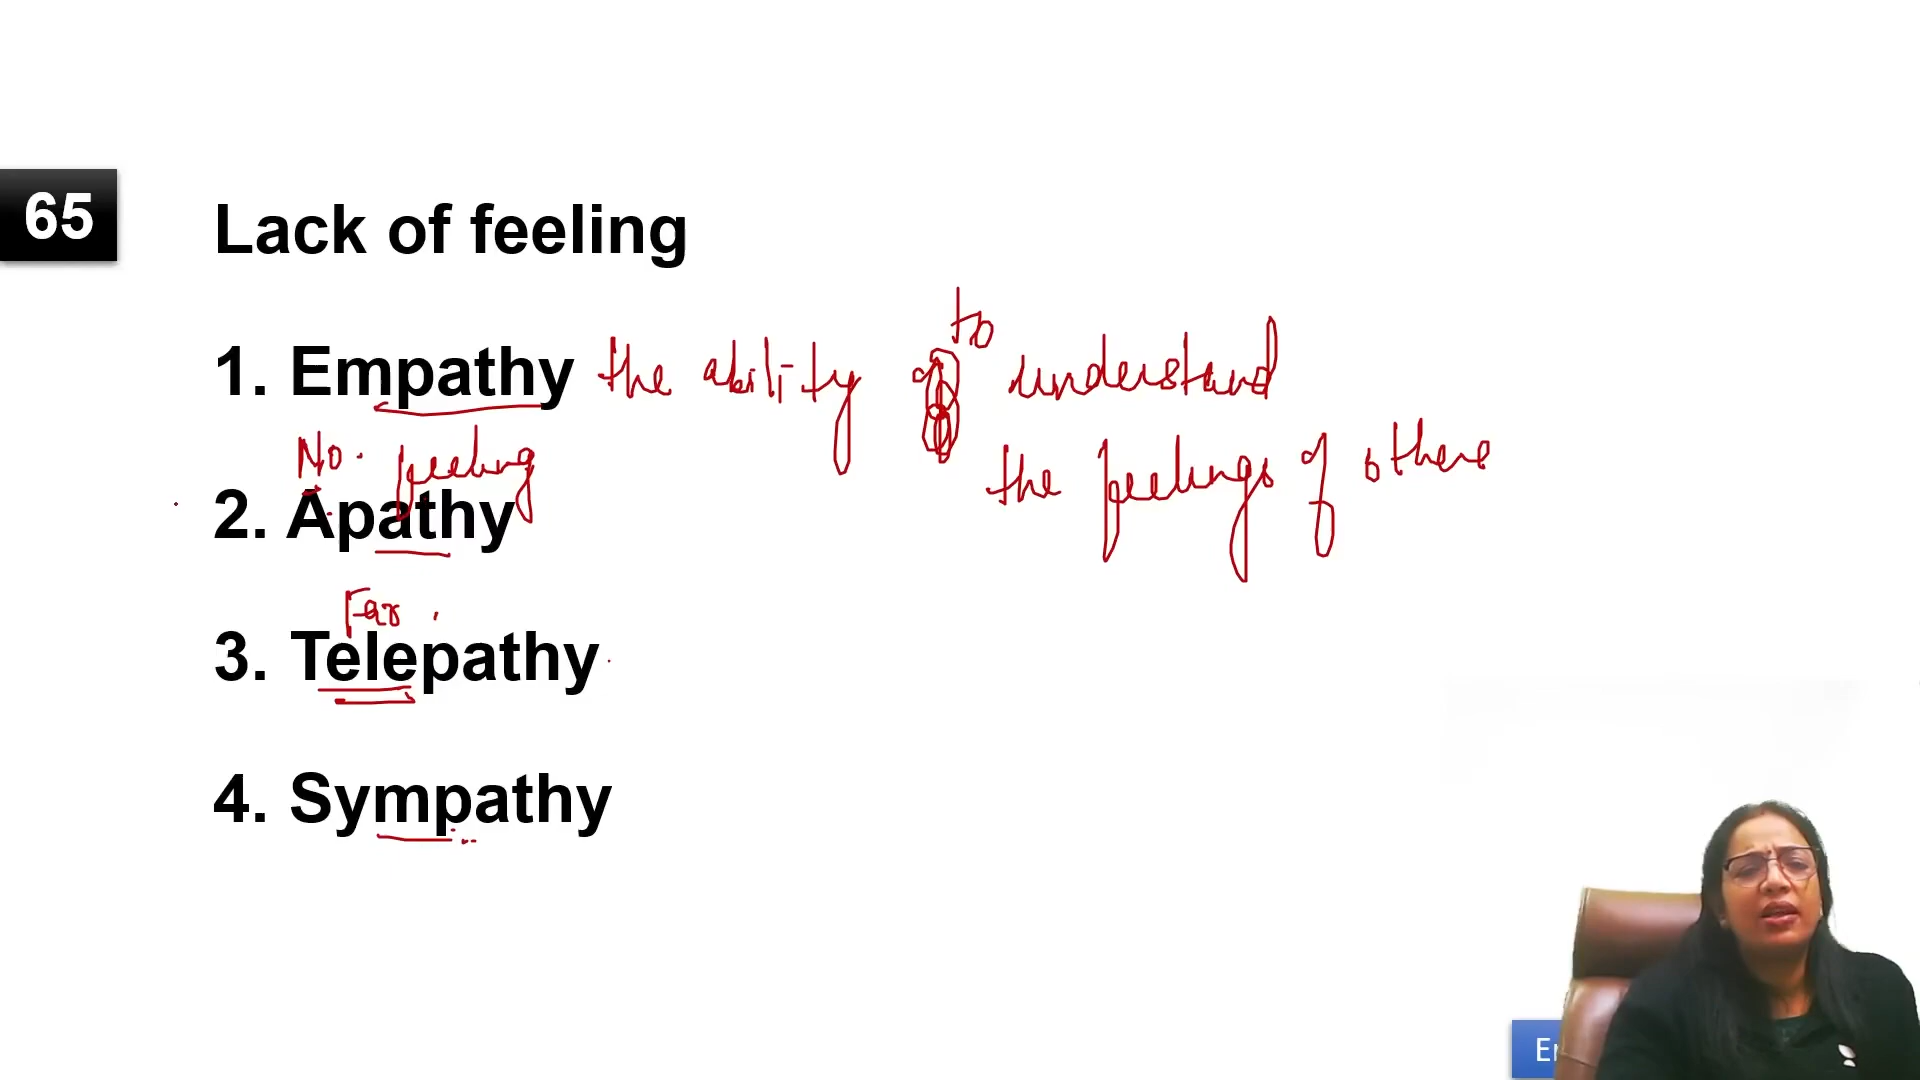 65
Lack of feeling
to
1. Empathy the ability understand
No. feeling
the feelings of others
2. Apathy
Far
3. Telepathy
4. Sympathy